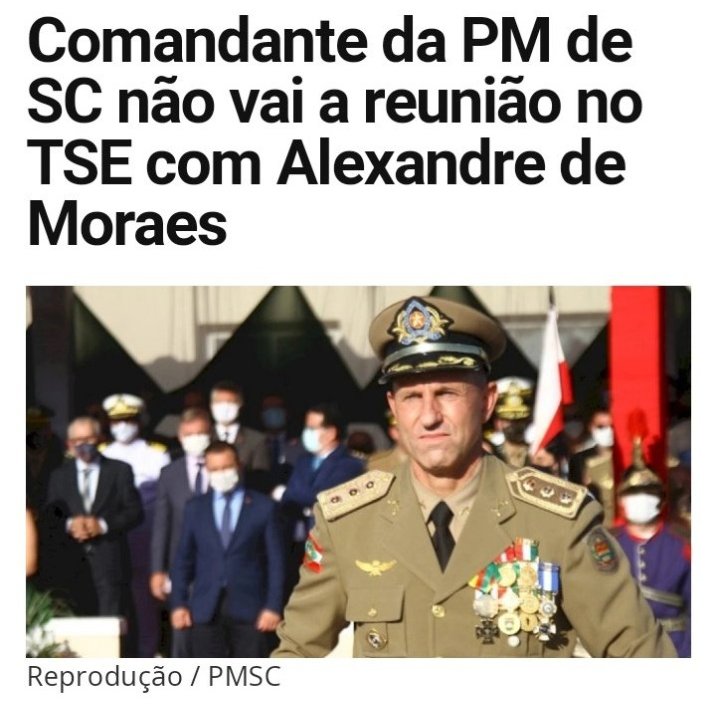 Comandante da PM de
SC não vai a reunião no
TSE com Alexandre de
Moraes
Reprodução / PMSC